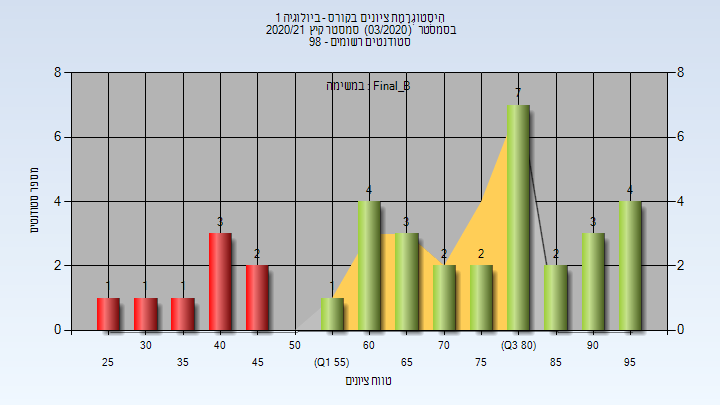 היסטוגרמת ציונים בקורס - ביולוגיה 1
בסמסטר (03/2020) סמסטר קיץ 2020/21
סטודנטים רשומים - 98
במשימה : Final_B
מספר סטודנטים
8 8
6 6
4 4
2 2
0 0
1 1 1 3 2 1 4 3 2 2 7 2 3 4
30 40 50 60 70 (Q3 80) 90
25 35 45 (Q1 55) 65 75 85 95
טווח ציונים